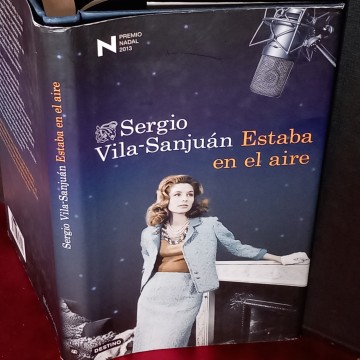 N PREMIO
NADAL
2013
Sergio
Vila-Sanjuán Estaba
en el aire
Sergio Vila-Sanjuán Estaba en el aire
DESTINO